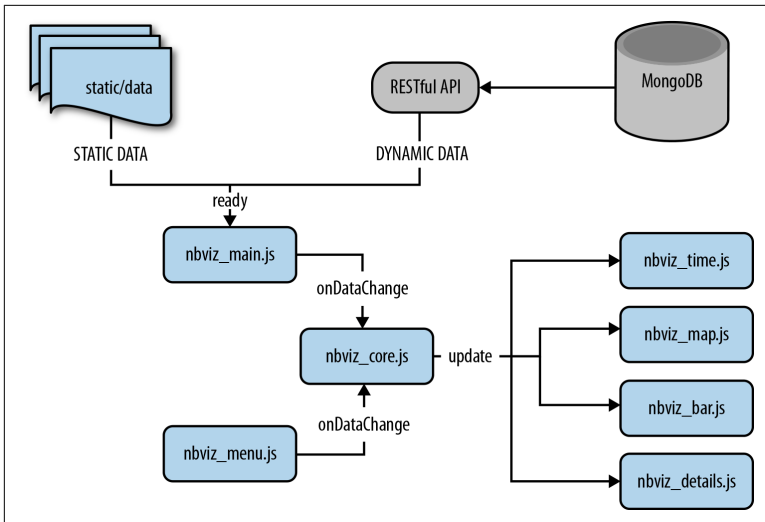 static/data
RESTful API
MongoDB
STATIC DATA
DYNAMIC DATA
ready
nbviz_main.js
nbviz_time.js
onDataChange
nbviz_map.js
nbviz_core.js
update
nbviz_bar.js
onDataChange
nbviz_menu.js
nbviz_details.js